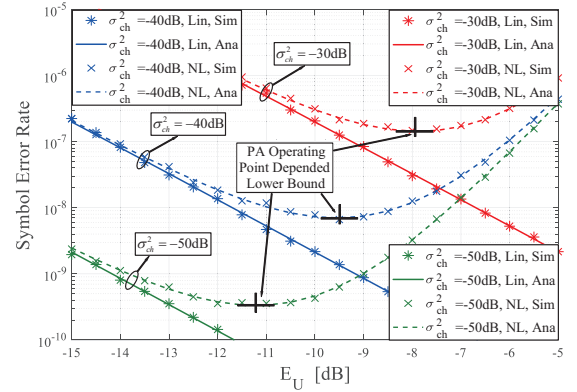 σ²ch =-40dB, Lin, Sim
σ²ch =-40dB, Lin, Ana
σ²ch =-40dB, NL, Sim
σ²ch =-40dB, NL, Ana
σ²ch =-30dB, Lin, Sim
σ²ch =-30dB, Lin, Ana
σ²ch =-30dB, NL, Sim
σ²ch =-30dB, NL, Ana
σ²ch =-30dB
σ²ch =-40dB
σ²ch =-50dB
PA Operating
Point Depended
Lower Bound
σ²ch =-50dB, Lin, Sim
σ²ch =-50dB, Lin, Ana
σ²ch =-50dB, NL, Sim
σ²ch =-50dB, NL, Ana
Symbol Error Rate
10⁻⁵
10⁻⁶
10⁻⁷
10⁻⁸
10⁻⁹
10⁻¹⁰
-15 -14 -13 -12 -11 -10 -9 -8 -7 -6 -5
E_U [dB]